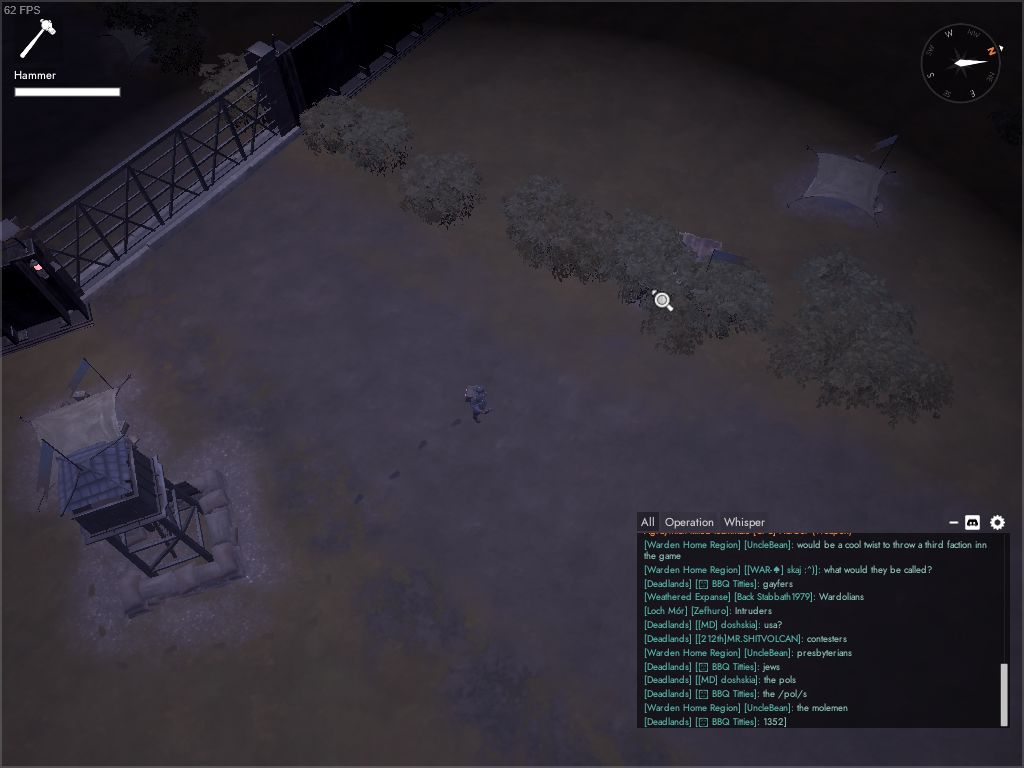 62 FPS
Hammer
W
NW
N
NE
E
SE
S
SW
All Operation Whisper
[Warden Home Region] [UncleBean]: would be a cool twist to throw a third faction inn
the game
[Warden Home Region] [[WAR-♠] skaj :^)]: what would they be called?
[Deadlands] [⍰ BBQ Titties]: gayfers
[Weathered Expanse] [Back Stabbath1979]: Wardolians
[Loch Mór] [Zefhuro]: Intruders
[Deadlands] [[MD] doshskia]: usa?
[Deadlands] [[212th]MR.SHITVOLCAN]: contesters
[Warden Home Region] [UncleBean]: presbyterians
[Deadlands] [⍰ BBQ Titties]: jews
[Deadlands] [[MD] doshskia]: the pols
[Deadlands] [⍰ BBQ Titties]: the /pol/s
[Warden Home Region] [UncleBean]: the molemen
[Deadlands] [⍰ BBQ Titties]: 1352]